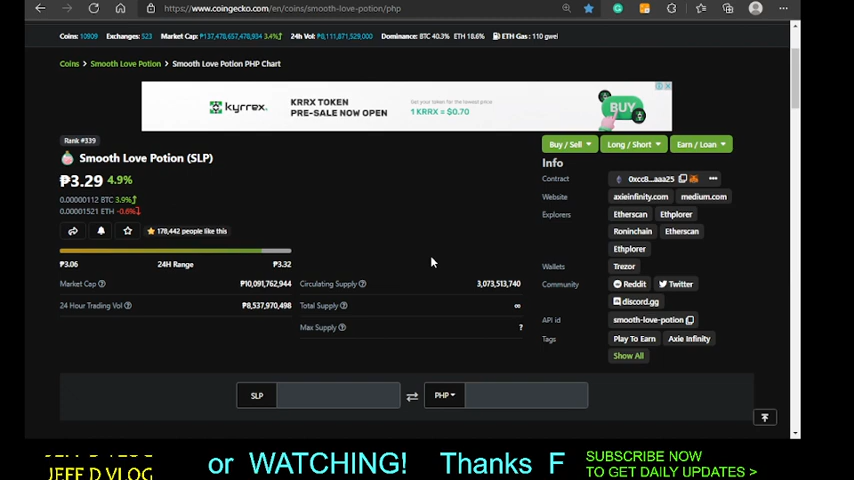 https://www.coingecko.com/en/coins/smooth-love-potion/php
Coins: 10909 Exchanges: 523 Market Cap: ₱137,478,657,478,934 3.4% 24h Vol: ₱8,111,871,529,000 Dominance: BTC 40.3% ETH 18.6% ETH Gas: 110 gwei
Coins Smooth Love Potion Smooth Love Potion PHP Chart
kyrrex KRRX TOKEN
PRE-SALE NOW OPEN
Get your token for the lowest price
1 KRRX = $0.70
BUY
Rank #339
Smooth Love Potion (SLP)
₱3.29 4.9%
0.00000112 BTC 3.9%
0.00001521 ETH -0.6%
178,442 people like this
₱3.06 24H Range ₱3.32
Market Cap ₱10,091,762,944
24 Hour Trading Vol ₱8,537,970,498
Circulating Supply 3,073,513,740
Total Supply ∞
Max Supply ?
Buy / Sell Long / Short Earn / Loan
Info
Contract 0xcc8...aaa25
Website axieinfinity.com medium.com
Explorers Etherscan Ethplorer
Roninchain Etherscan
Ethplorer
Wallets Trezor
Community Reddit Twitter
discord.gg
API id smooth-love-potion
Tags Play To Earn Axie Infinity
Show All
SLP PHP
JEFF D VLOG
or WATCHING! Thanks F
SUBSCRIBE NOW
TO GET DAILY UPDATES >